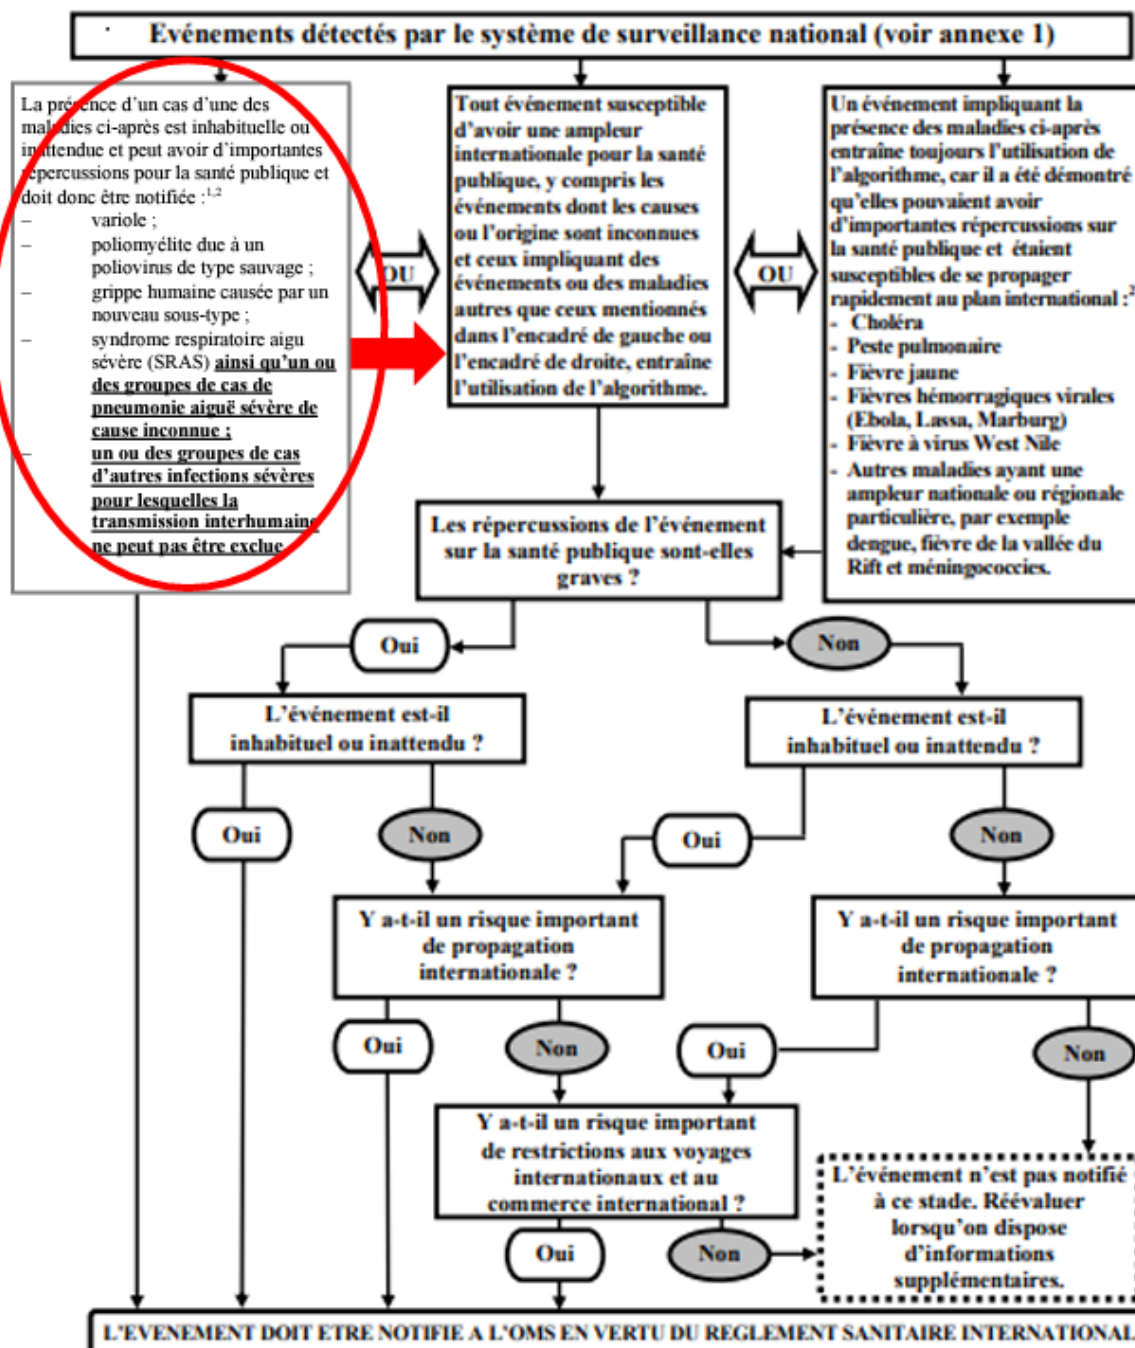 Evénements détectés par le système de surveillance national (voir annexe 1)
La présence d'un cas d'une des
maladies ci-après est inhabituelle ou
inattendue et peut avoir d'importantes
répercussions pour la santé publique et
doit donc être notifiée :1,2
– variole ;
– poliomyélite due à un
poliovirus de type sauvage ;
– grippe humaine causée par un
nouveau sous-type ;
– syndrome respiratoire aigu
sévère (SRAS) ainsi qu'un ou
des groupes de cas de
pneumonie aiguë sévère de
cause inconnue ;
– un ou des groupes de cas
d'autres infections sévères
pour lesquelles la
transmission interhumaine
ne peut pas être exclue.
OU
Tout événement susceptible
d'avoir une ampleur
internationale pour la santé
publique, y compris les
événements dont les causes
ou l'origine sont inconnues
et ceux impliquant des
événements ou des maladies
autres que ceux mentionnés
dans l'encadré de gauche ou
l'encadré de droite, entraîne
l'utilisation de l'algorithme.
OU
Un événement impliquant la
présence des maladies ci-après
entraîne toujours l'utilisation de
l'algorithme, car il a été démontré
qu'elles pouvaient avoir
d'importantes répercussions sur
la santé publique et étaient
susceptibles de se propager
rapidement au plan international :2
- Choléra
- Peste pulmonaire
- Fièvre jaune
- Fièvres hémorragiques virales
(Ebola, Lassa, Marburg)
- Fièvre à virus West Nile
- Autres maladies ayant une
ampleur nationale ou régionale
particulière, par exemple
dengue, fièvre de la vallée du
Rift et méningococcies.
Les répercussions de l'événement
sur la santé publique sont-elles
graves ?
Oui
Non
L'événement est-il
inhabituel ou inattendu ?
L'événement est-il
inhabituel ou inattendu ?
Oui
Non
Oui
Non
Y a-t-il un risque important
de propagation
internationale ?
Y a-t-il un risque important
de propagation
internationale ?
Oui
Non
Oui
Non
Y a-t-il un risque important
de restrictions aux voyages
internationaux et au
commerce international ?
L'événement n'est pas notifié
à ce stade. Réévaluer
lorsqu'on dispose
d'informations
supplémentaires.
Oui
Non
L'EVENEMENT DOIT ETRE NOTIFIE A L'OMS EN VERTU DU REGLEMENT SANITAIRE INTERNATIONAL